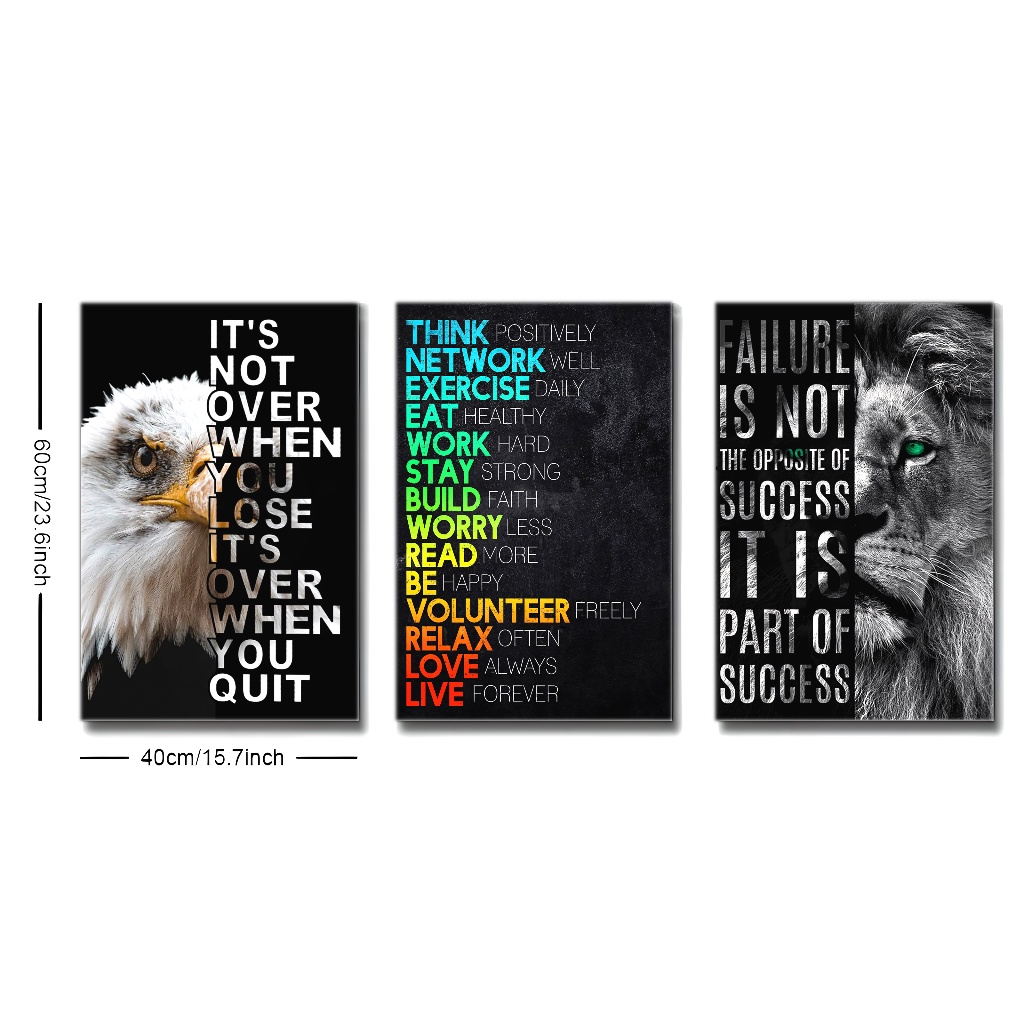 60cm/23.6inch
IT'S
NOT
OVER
WHEN
YOU
LOSE
IT'S
OVER
WHEN
YOU
QUIT
THINK POSITIVELY
NETWORK WELL
EXERCISE DAILY
EAT HEALTHY
WORK HARD
STAY STRONG
BUILD FAITH
WORRY LESS
READ MORE
BE HAPPY
VOLUNTEER FREELY
RELAX OFTEN
LOVE ALWAYS
LIVE FOREVER
FAILURE
IS NOT
THE OPPOSITE OF
SUCCESS
IT IS
PART OF
SUCCESS
40cm/15.7inch